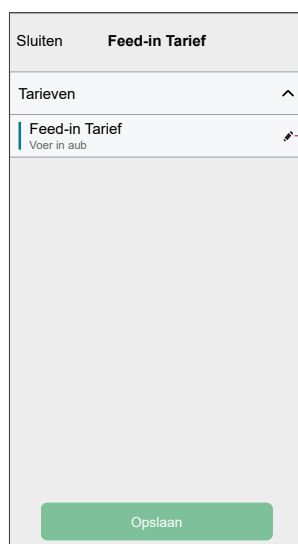 Sluiten Feed-in Tarief
Tarieven
Feed-in Tarief
Voer in aub
Opslaan